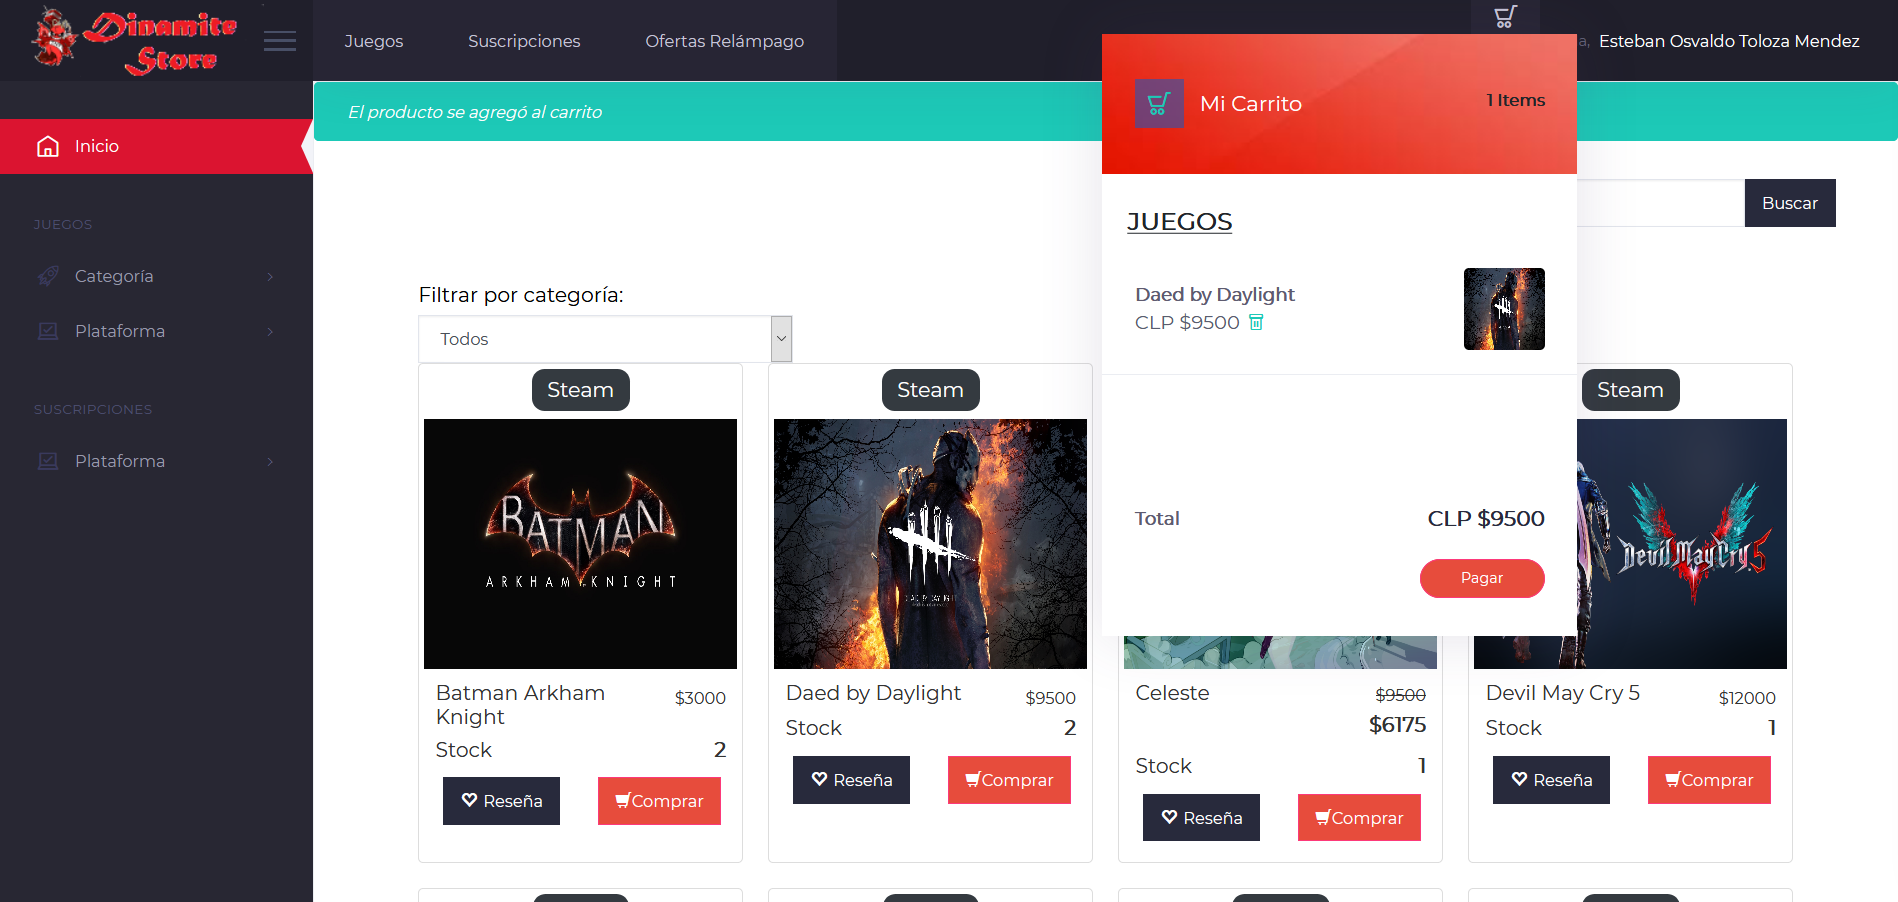 Dinamite
Store
Juegos
Suscripciones
Ofertas Relámpago
a, Esteban Osvaldo Toloza Mendez
El producto se agregó al carrito
Mi Carrito
1 Items
Inicio
JUEGOS
Categoría
Plataforma
SUSCRIPCIONES
Plataforma
Buscar
JUEGOS
Daed by Daylight
CLP $9500
Total
CLP $9500
Pagar
Filtrar por categoría:
Todos
Steam
BATMAN
ARKHAM KNIGHT
Batman Arkham
Knight
$3000
Stock
2
Reseña
Comprar
Steam
DEAD BY DAYLIGHT
Daed by Daylight
$9500
Stock
2
Reseña
Comprar
Celeste
$9500
$6175
Stock
1
Reseña
Comprar
Steam
Devil May Cry 5
Devil May Cry 5
$12000
Stock
1
Reseña
Comprar